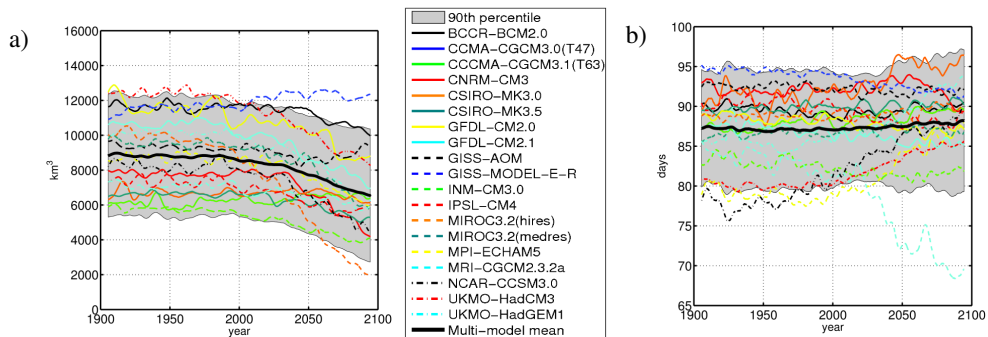 a)
16000
14000
12000
10000
8000
6000
4000
2000
0
km³
1900
1950
2000
2050
2100
year
90th percentile
BCCR−BCM2.0
CCMA−CGCM3.0(T47)
CCCMA−CGCM3.1(T63)
CNRM−CM3
CSIRO−MK3.0
CSIRO−MK3.5
GFDL−CM2.0
GFDL−CM2.1
GISS−AOM
GISS−MODEL−E−R
INM−CM3.0
IPSL−CM4
MIROC3.2(hires)
MIROC3.2(medres)
MPI−ECHAM5
MRI−CGCM2.3.2a
NCAR−CCSM3.0
UKMO−HadCM3
UKMO−HadGEM1
Multi−model mean
b)
100
95
90
85
80
75
70
65
days
1900
1950
2000
2050
2100
year